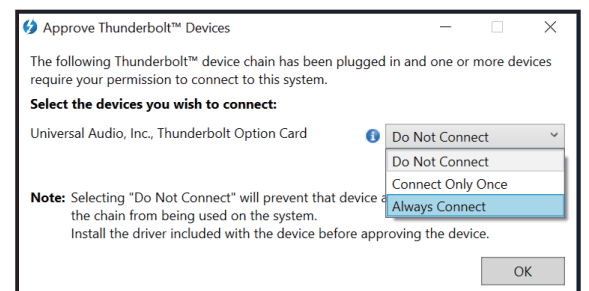 Approve Thunderbolt™ Devices
The following Thunderbolt™ device chain has been plugged in and one or more devices
require your permission to connect to this system.
Select the devices you wish to connect:
Universal Audio, Inc., Thunderbolt Option Card
Do Not Connect
Do Not Connect
Connect Only Once
Always Connect
Note: Selecting "Do Not Connect" will prevent that device
the chain from being used on the system.
Install the driver included with the device before approving the device.
OK